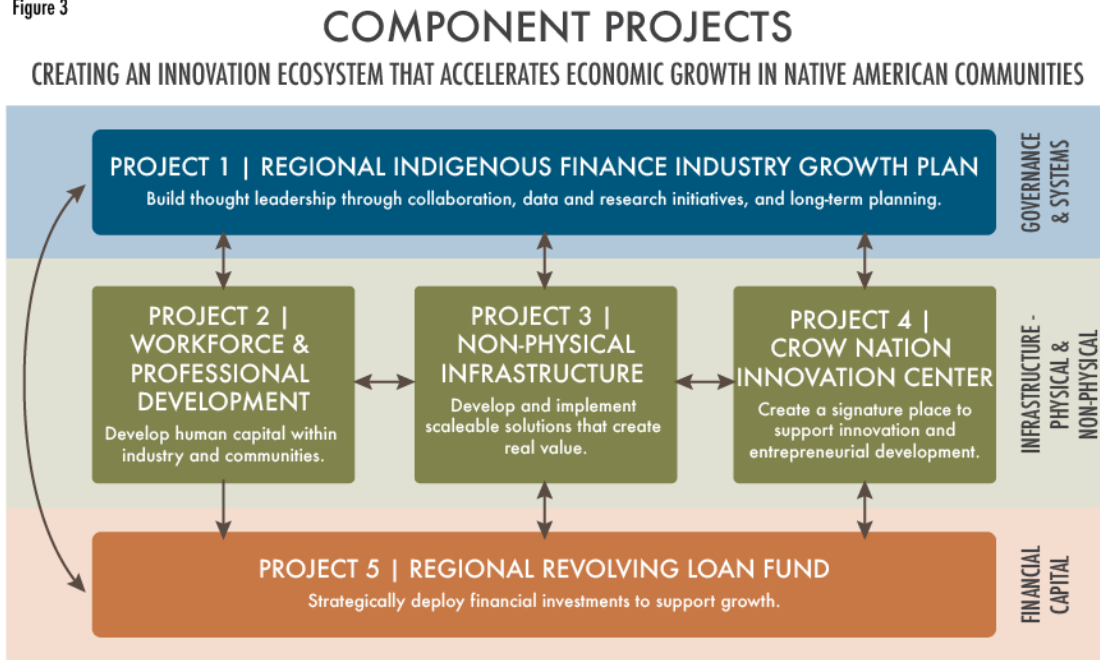 Figure 3
COMPONENT PROJECTS
CREATING AN INNOVATION ECOSYSTEM THAT ACCELERATES ECONOMIC GROWTH IN NATIVE AMERICAN COMMUNITIES
PROJECT 1 | REGIONAL INDIGENOUS FINANCE INDUSTRY GROWTH PLAN
Build thought leadership through collaboration, data and research initiatives, and long-term planning.
GOVERNANCE
& SYSTEMS
PROJECT 2 |
WORKFORCE &
PROFESSIONAL
DEVELOPMENT
Develop human capital within
industry and communities.
PROJECT 3 |
NON-PHYSICAL
INFRASTRUCTURE
Develop and implement
scaleable solutions that create
real value.
PROJECT 4 |
CROW NATION
INNOVATION CENTER
Create a signature place to
support innovation and
entrepreneurial development.
INFRASTRUCTURE -
PHYSICAL &
NON-PHYSICAL
PROJECT 5 | REGIONAL REVOLVING LOAN FUND
Strategically deploy financial investments to support growth.
FINANCIAL
CAPITAL